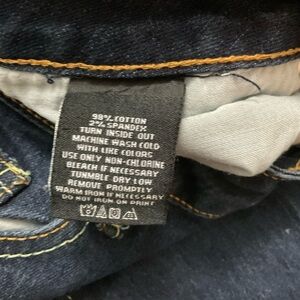 98% COTTON
2% SPANDEX
TURN INSIDE OUT
MACHINE WASH COLD
WITH LIKE COLORS
USE ONLY NON-CHLORINE
BLEACH IF NECESSARY
TUNMBLE DRY LOW
REMOVE PROMPTLY
WARM IRON IF NECESSARY
DO NOT IRON ON PRINT